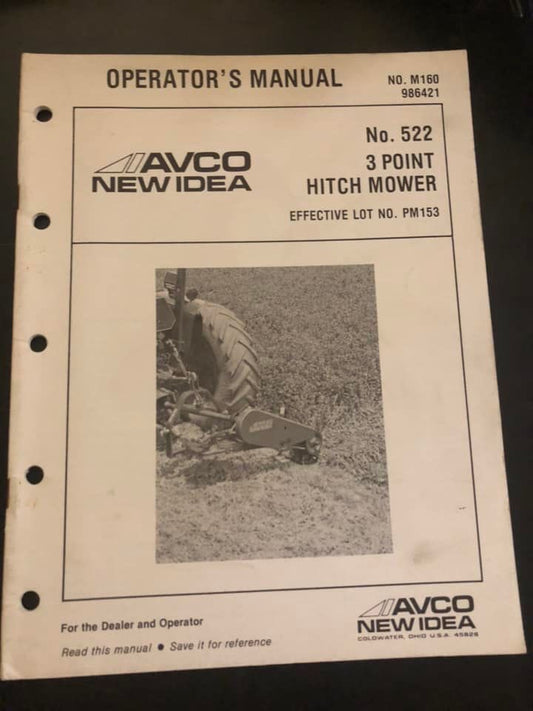 OPERATOR'S MANUAL
NO. M160
986421
AVCO
NEW IDEA
No. 522
3 POINT
HITCH MOWER
EFFECTIVE LOT NO. PM153
For the Dealer and Operator
Read this manual ● Save it for reference
AVCO
NEW IDEA
COLDWATER, OHIO U.S.A. 45828